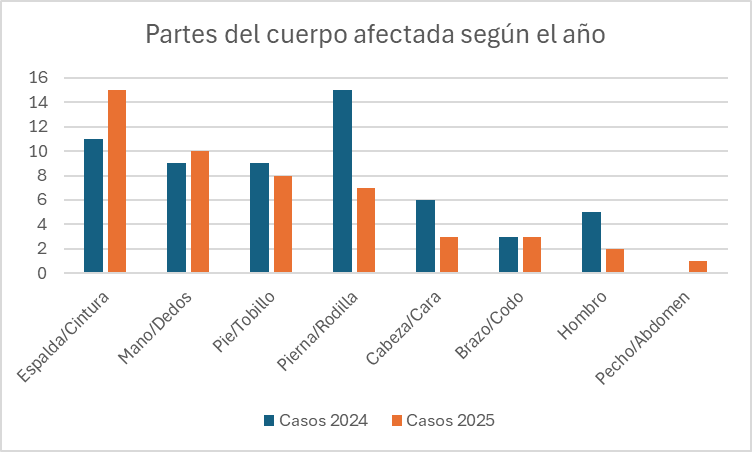 Partes del cuerpo afectada según el año
16
14
12
10
8
6
4
2
0
Espalda/Cintura
Mano/Dedos
Pie/Tobillo
Pierna/Rodilla
Cabeza/Cara
Brazo/Codo
Hombro
Pecho/Abdomen
Casos 2024
Casos 2025